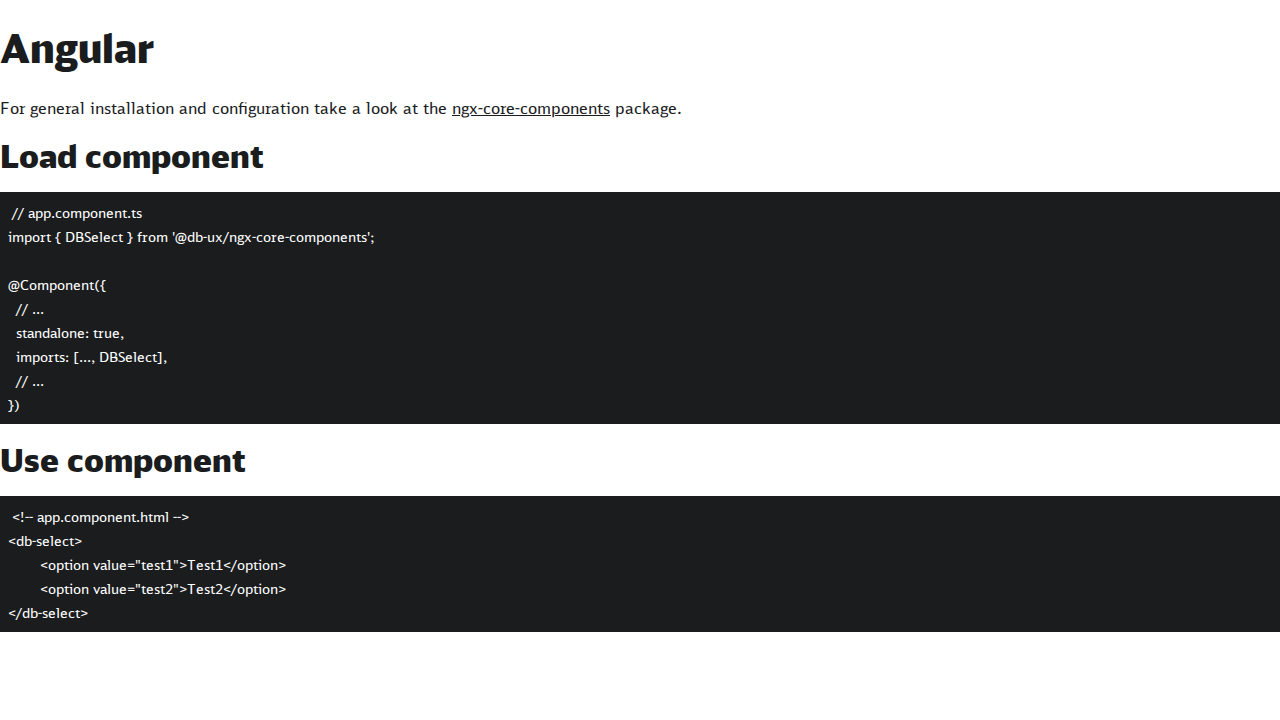 Angular
For general installation and configuration take a look at the ngx-core-components package.
Load component
// app.component.ts
import { DBSelect } from '@db-ux/ngx-core-components';
@Component({
// ...
standalone: true,
imports: [..., DBSelect],
// ...
})
Use component
<!-- app.component.html -->
<db-select>
<option value="test1">Test1</option>
<option value="test2">Test2</option>
</db-select>